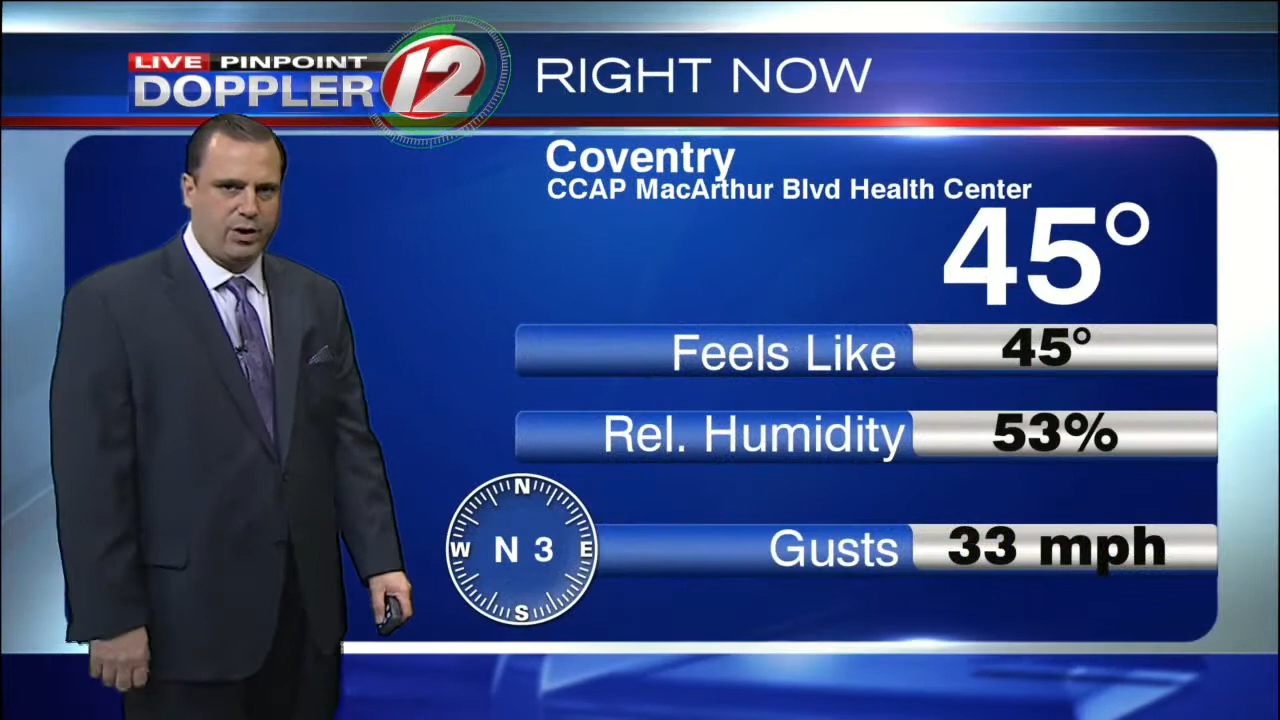 LIVE PINPOINT
DOPPLER 12
RIGHT NOW
Coventry
CCAP MacArthur Blvd Health Center
45°
Feels Like 45°
Rel. Humidity 53%
N
W N 3 E
S
Gusts 33 mph